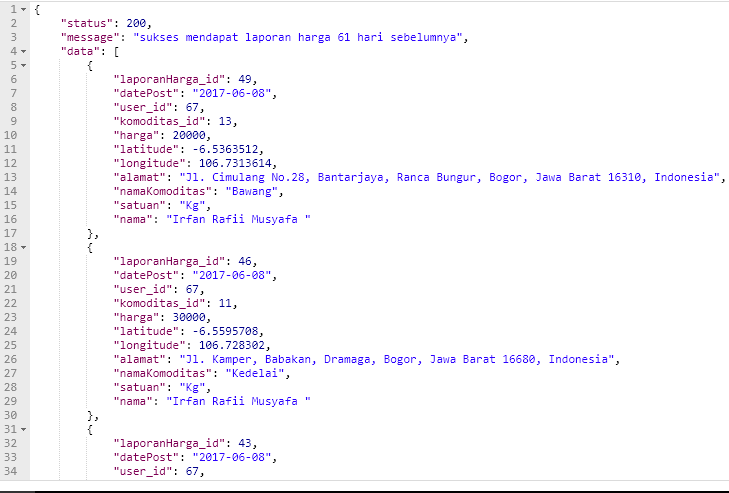 1 {
2 "status": 200,
3 "message": "sukses mendapat laporan harga 61 hari sebelumnya",
4 "data": [
5 {
6 "laporanHarga_id": 49,
7 "datePost": "2017-06-08",
8 "user_id": 67,
9 "komoditas_id": 13,
10 "harga": 20000,
11 "latitude": -6.5363512,
12 "longitude": 106.7313614,
13 "alamat": "Jl. Cimulang No.28, Bantarjaya, Ranca Bungur, Bogor, Jawa Barat 16310, Indonesia",
14 "namaKomoditas": "Bawang",
15 "satuan": "Kg",
16 "nama": "Irfan Rafii Musyafa "
17 },
18 {
19 "laporanHarga_id": 46,
20 "datePost": "2017-06-08",
21 "user_id": 67,
22 "komoditas_id": 11,
23 "harga": 30000,
24 "latitude": -6.5595708,
25 "longitude": 106.728302,
26 "alamat": "Jl. Kamper, Babakan, Dramaga, Bogor, Jawa Barat 16680, Indonesia",
27 "namaKomoditas": "Kedelai",
28 "satuan": "Kg",
29 "nama": "Irfan Rafii Musyafa "
30 },
31 {
32 "laporanHarga_id": 43,
33 "datePost": "2017-06-08",
34 "user_id": 67,